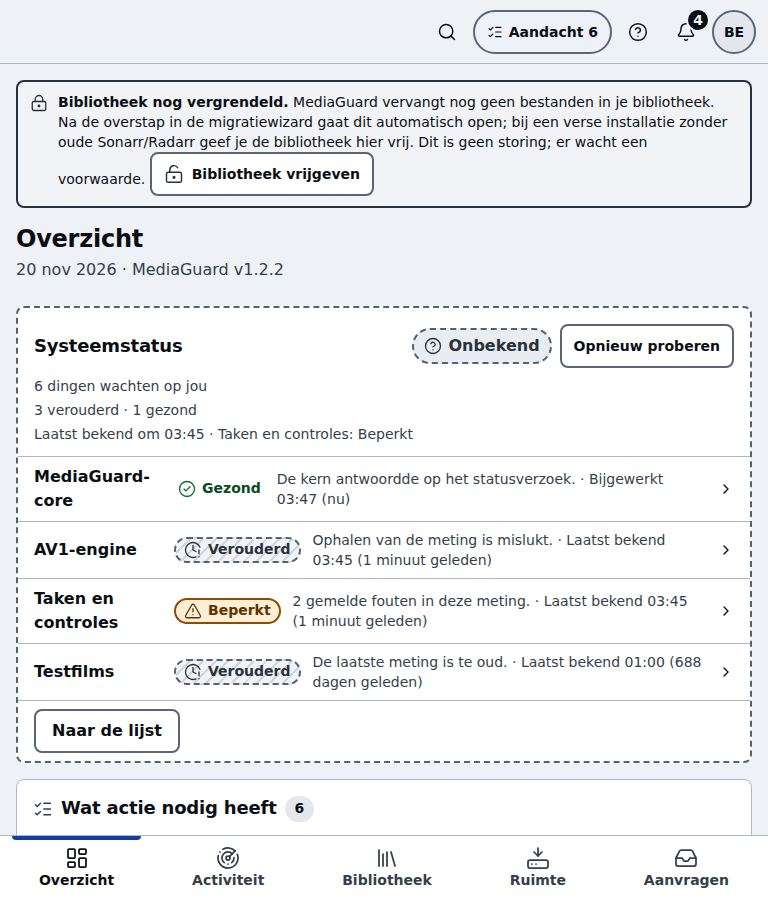 Aandacht 6
4
BE
Bibliotheek nog vergrendeld. MediaGuard vervangt nog geen bestanden in je bibliotheek.
Na de overstap in de migratiewizard gaat dit automatisch open; bij een verse installatie zonder
oude Sonarr/Radarr geef je de bibliotheek hier vrij. Dit is geen storing; er wacht een
voorwaarde. Bibliotheek vrijgeven
Overzicht
20 nov 2026 · MediaGuard v1.2.2
Systeemstatus
Onbekend
Opnieuw proberen
6 dingen wachten op jou
3 verouderd · 1 gezond
Laatst bekend om 03:45 · Taken en controles: Beperkt
MediaGuard-
core
Gezond
De kern antwoordde op het statusverzoek. · Bijgewerkt
03:47 (nu)
AV1-engine
Verouderd
Ophalen van de meting is mislukt. · Laatst bekend
03:45 (1 minuut geleden)
Taken en
controles
Beperkt
2 gemelde fouten in deze meting. · Laatst bekend 03:45
(1 minuut geleden)
Testfilms
Verouderd
De laatste meting is te oud. · Laatst bekend 01:00 (688
dagen geleden)
Naar de lijst
Wat actie nodig heeft 6
Overzicht
Activiteit
Bibliotheek
Ruimte
Aanvragen